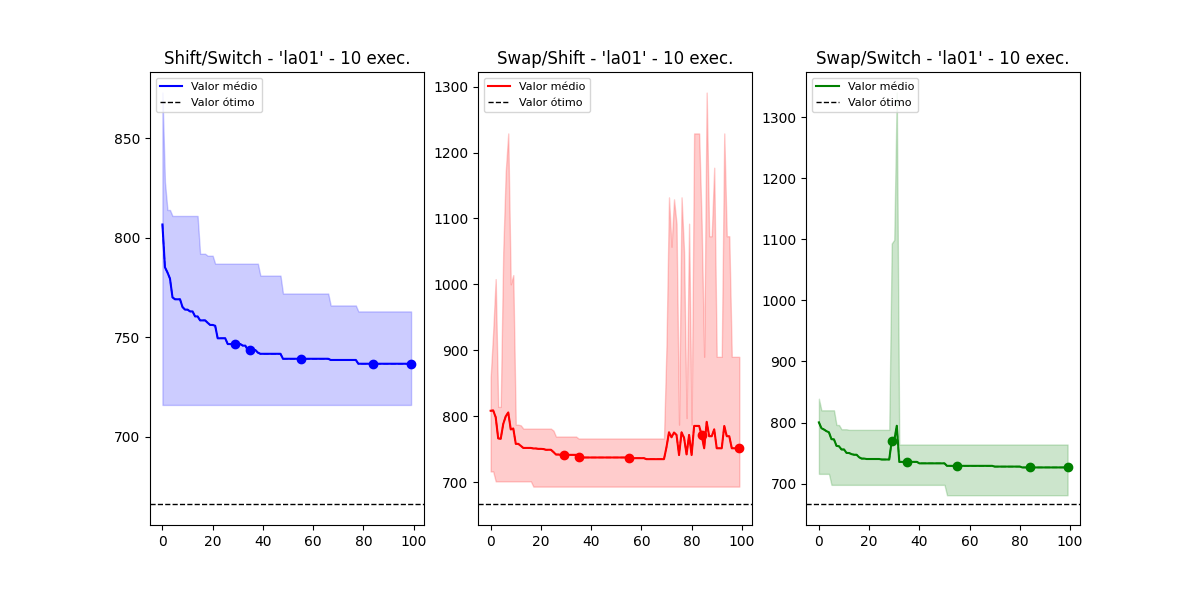 Shift/Switch - 'la01' - 10 exec.
Valor médio
Valor ótimo
850
800
750
700
0 20 40 60 80 100
Swap/Shift - 'la01' - 10 exec.
Valor médio
Valor ótimo
1300
1200
1100
1000
900
800
700
0 20 40 60 80 100
Swap/Switch - 'la01' - 10 exec.
Valor médio
Valor ótimo
1300
1200
1100
1000
900
800
700
0 20 40 60 80 100